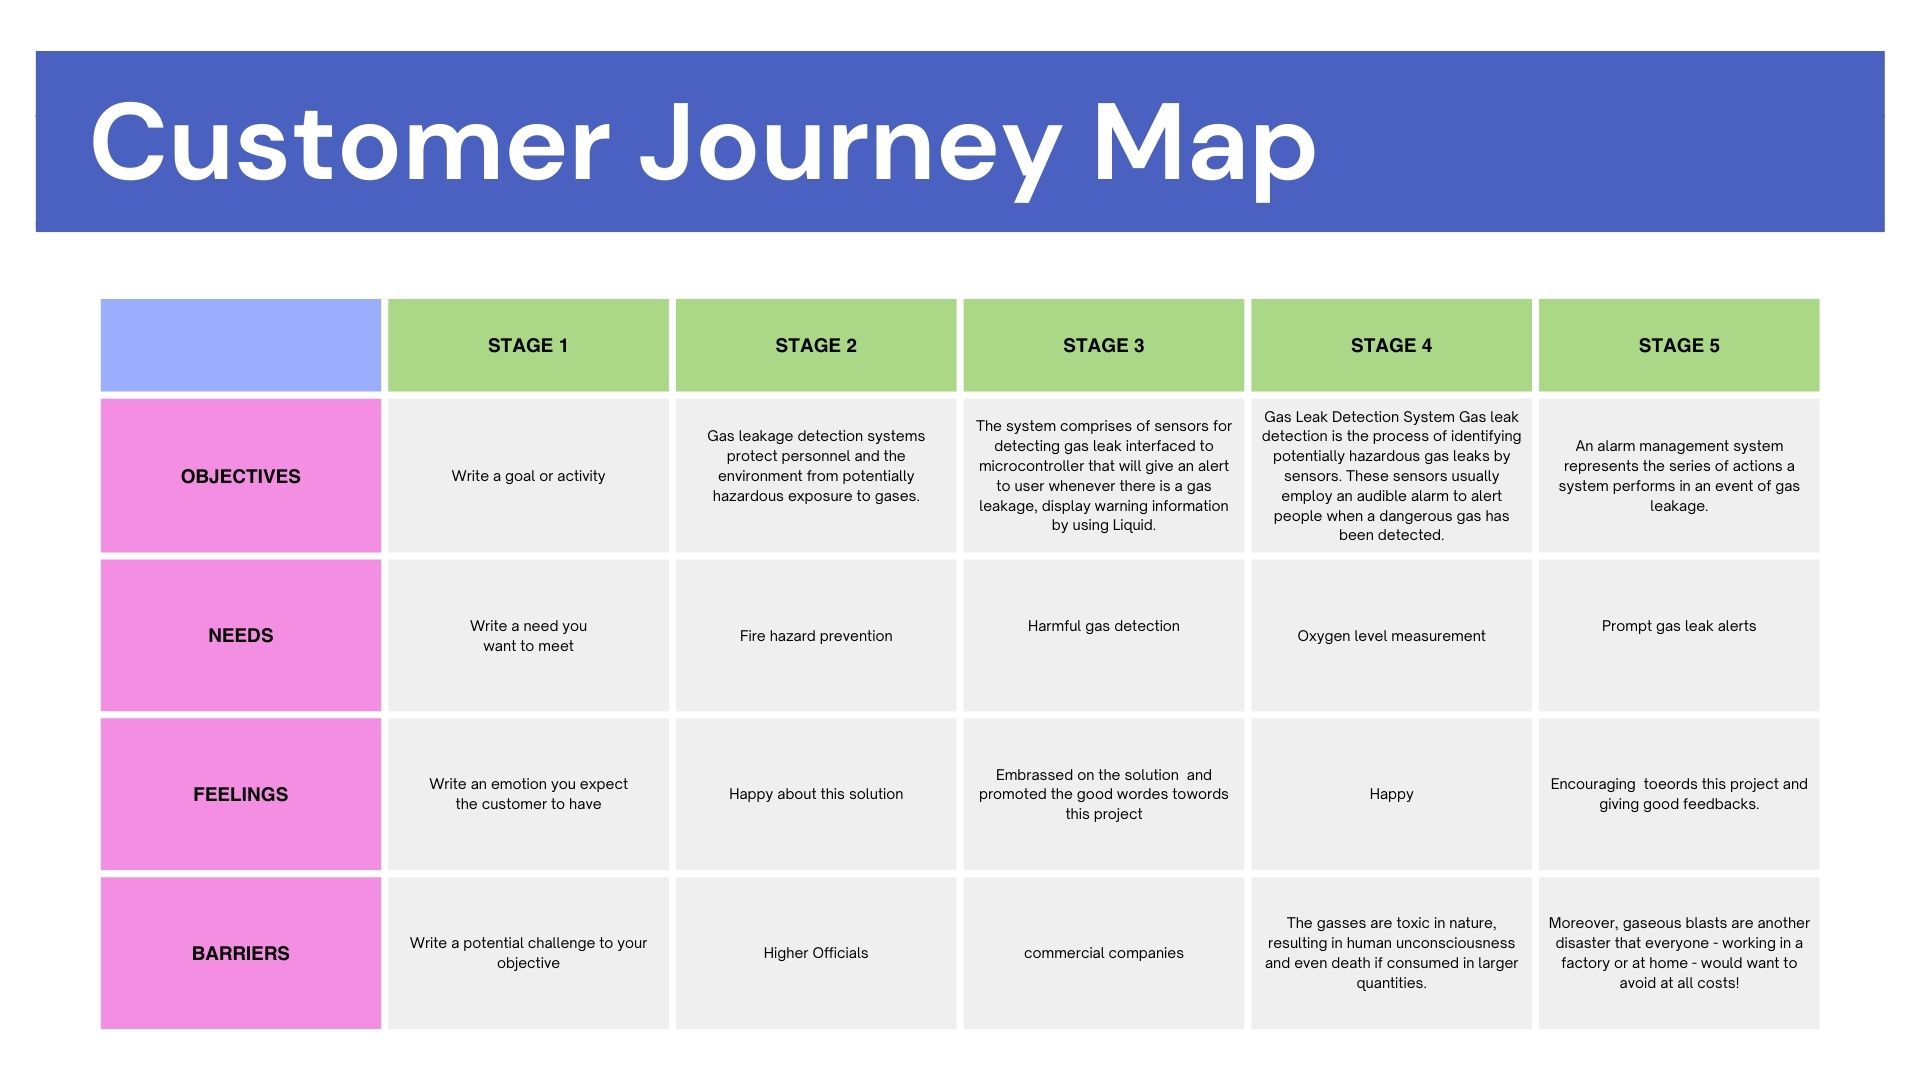 Customer Journey Map
STAGE 1
STAGE 2
STAGE 3
STAGE 4
STAGE 5
OBJECTIVES
Write a goal or activity
Gas leakage detection systems
protect personnel and the
environment from potentially
hazardous exposure to gases.
The system comprises of sensors for
detecting gas leak interfaced to
microcontroller that will give an alert
to user whenever there is a gas
leakage, display warning information
by using Liquid.
Gas Leak Detection System Gas leak
detection is the process of identifying
potentially hazardous gas leaks by
sensors. These sensors usually
employ an audible alarm to alert
people when a dangerous gas has
been detected.
An alarm management system
represents the series of actions a
system performs in an event of gas
leakage.
NEEDS
Write a need you
want to meet
Fire hazard prevention
Harmful gas detection
Oxygen level measurement
Prompt gas leak alerts
FEELINGS
Write an emotion you expect
the customer to have
Happy about this solution
Embrassed on the solution  and
promoted the good wordes towords
this project
Happy
Encouraging  toeords this project and
giving good feedbacks.
BARRIERS
Write a potential challenge to your
objective
Higher Officials
commercial companies
The gasses are toxic in nature,
resulting in human unconsciousness
and even death if consumed in larger
quantities.
Moreover, gaseous blasts are another
disaster that everyone - working in a
factory or at home - would want to
avoid at all costs!